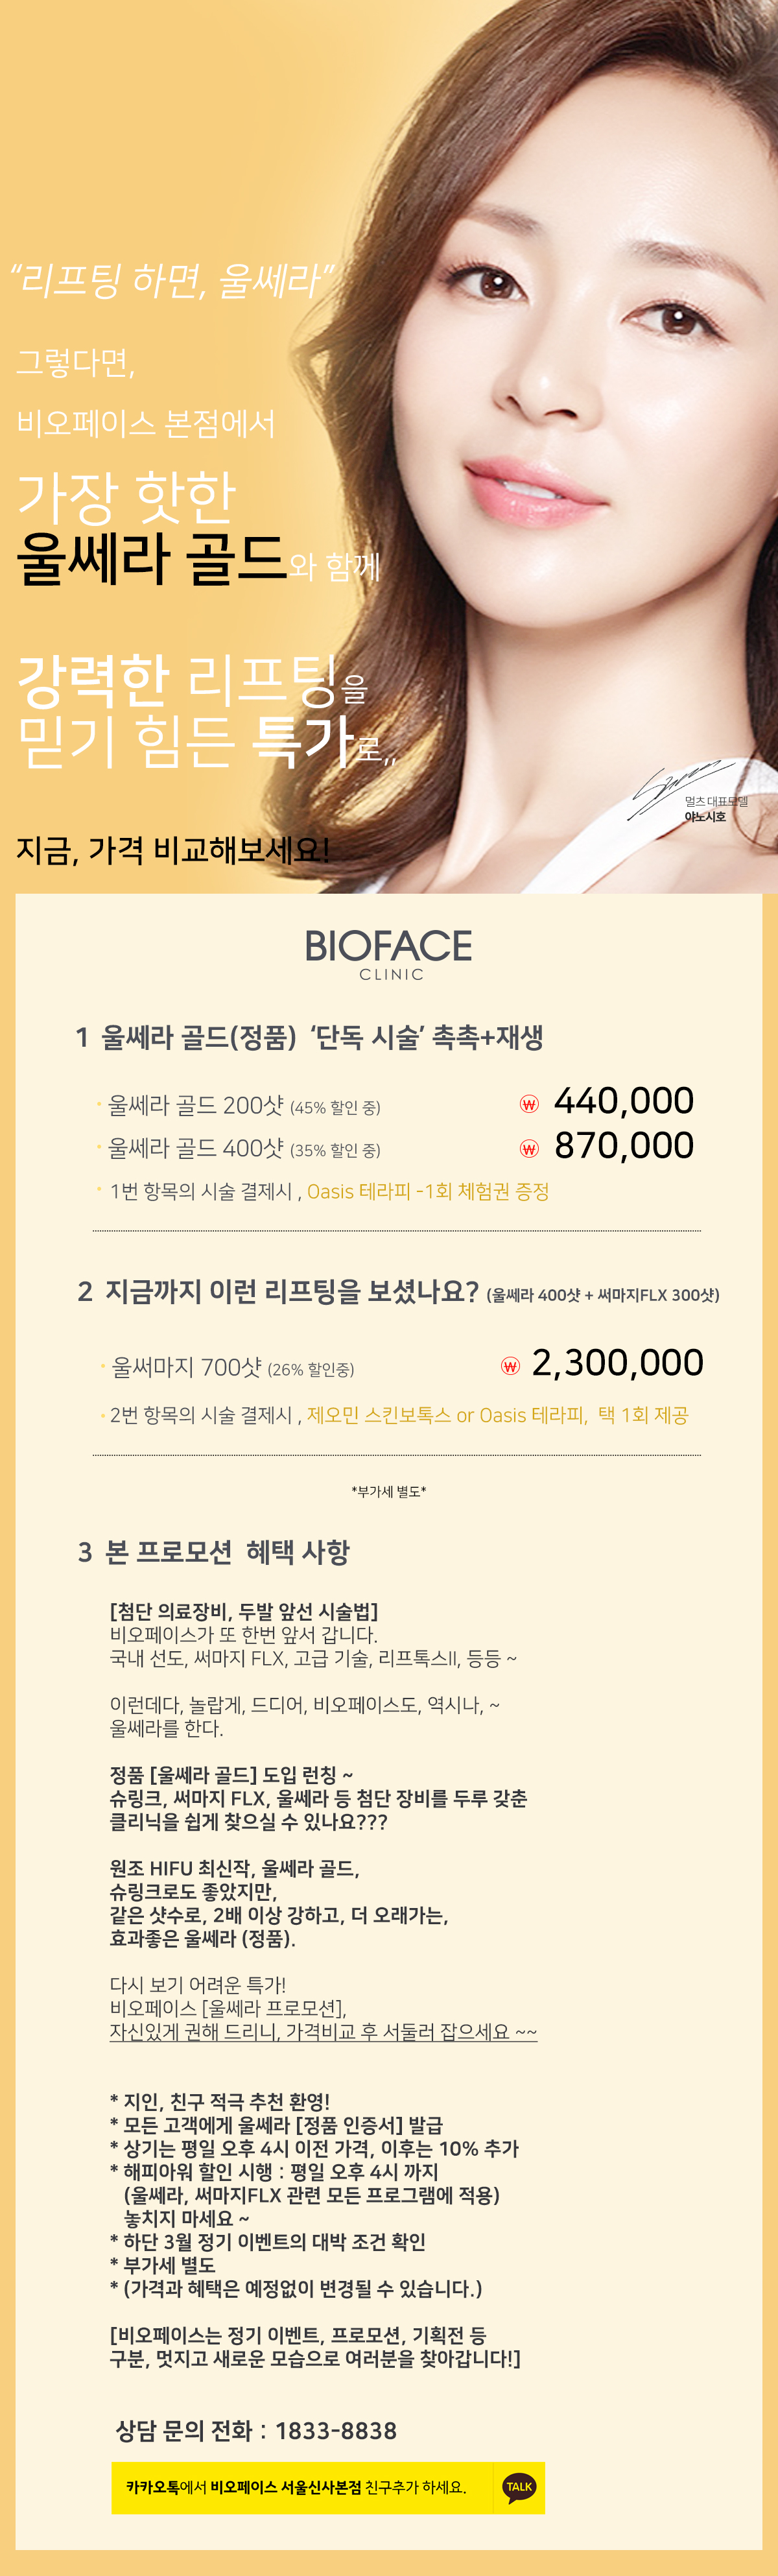 “리프팅 하면, 울쎄라”
그렇다면,
비오페이스 본점에서
가장 핫한
울쎄라 골드와 함께
강력한 리프팅을
믿기 힘든 특가로,,
멀츠 대표모델
야노시호
지금, 가격 비교해보세요!
BIOFACE
CLINIC
1 울쎄라 골드(정품) ‘단독 시술’ 촉촉+재생
• 울쎄라 골드 200샷 (45% 할인 중) ₩ 440,000
• 울쎄라 골드 400샷 (35% 할인 중) ₩ 870,000
• 1번 항목의 시술 결제시 , Oasis 테라피 -1회 체험권 증정
2 지금까지 이런 리프팅을 보셨나요? (울쎄라 400샷 + 써마지FLX 300샷)
• 울써마지 700샷 (26% 할인중) ₩ 2,300,000
• 2번 항목의 시술 결제시 , 제오민 스킨보톡스 or Oasis 테라피, 택 1회 제공
*부가세 별도*
3 본 프로모션 혜택 사항
[첨단 의료장비, 두발 앞선 시술법]
비오페이스가 또 한번 앞서 갑니다.
국내 선도, 써마지 FLX, 고급 기술, 리프톡스II, 등등 ~
이런데다, 놀랍게, 드디어, 비오페이스도, 역시나, ~
울쎄라를 한다.
정품 [울쎄라 골드] 도입 런칭 ~
슈링크, 써마지 FLX, 울쎄라 등 첨단 장비를 두루 갖춘
클리닉을 쉽게 찾으실 수 있나요???
원조 HIFU 최신작, 울쎄라 골드,
슈링크로도 좋았지만,
같은 샷수로, 2배 이상 강하고, 더 오래가는,
효과좋은 울쎄라 (정품).
다시 보기 어려운 특가!
비오페이스 [울쎄라 프로모션],
자신있게 권해 드리니, 가격비교 후 서둘러 잡으세요 ~~
* 지인, 친구 적극 추천 환영!
* 모든 고객에게 울쎄라 [정품 인증서] 발급
* 상기는 평일 오후 4시 이전 가격, 이후는 10% 추가
* 해피아워 할인 시행 : 평일 오후 4시 까지
(울쎄라, 써마지FLX 관련 모든 프로그램에 적용)
놓치지 마세요 ~
* 하단 3월 정기 이벤트의 대박 조건 확인
* 부가세 별도
* (가격과 혜택은 예정없이 변경될 수 있습니다.)
[비오페이스는 정기 이벤트, 프로모션, 기획전 등
구분, 멋지고 새로운 모습으로 여러분을 찾아갑니다!]
상담 문의 전화 : 1833-8838
카카오톡에서 비오페이스 서울신사본점 친구추가 하세요. TALK